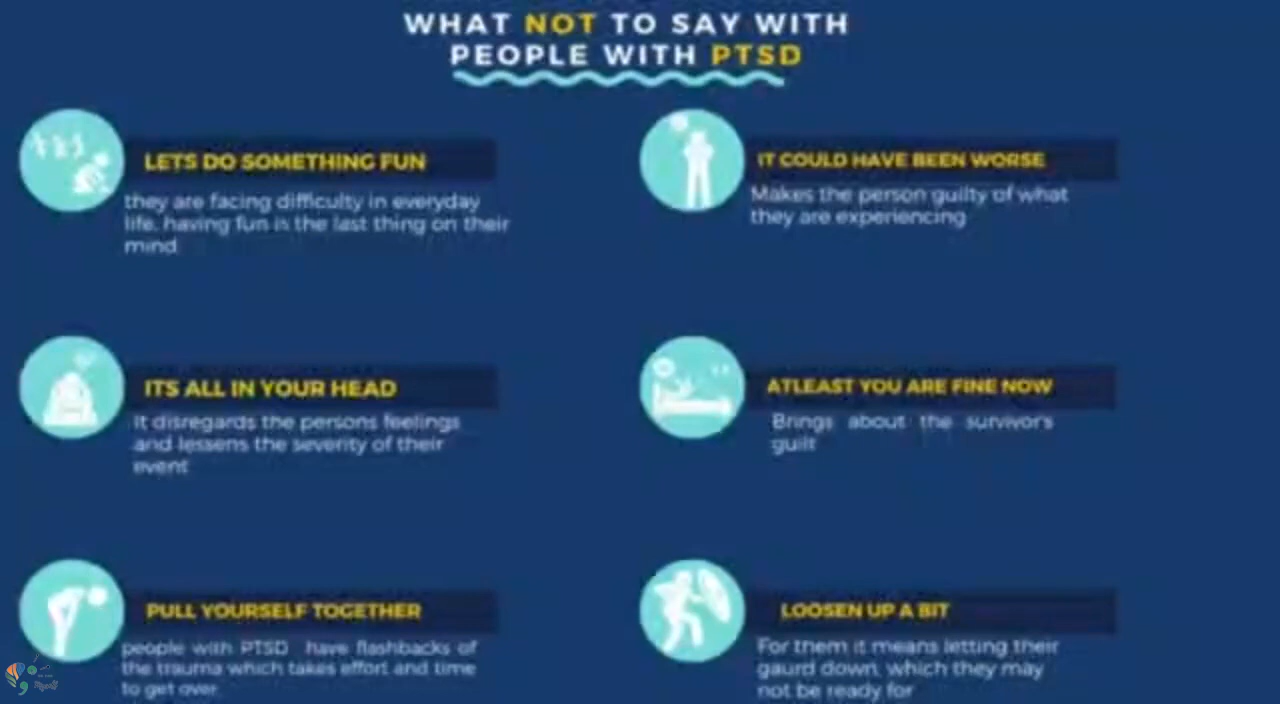 WHAT NOT TO SAY WITH
PEOPLE WITH PTSD
LETS DO SOMETHING FUN
they are facing difficulty in everyday
life, having fun is the last thing on their
mind
IT COULD HAVE BEEN WORSE
Makes the person guilty of what
they are experiencing
ITS ALL IN YOUR HEAD
It disregards the persons feelings
and lessens the severity of their
event
ATLEAST YOU ARE FINE NOW
Brings about the survivors
guilt
PULL YOURSELF TOGETHER
people with PTSD have flashbacks of
the trauma which takes effort and time
to get over
LOOSEN UP A BIT
For them it means letting their
gaurd down, which they may
not be ready for